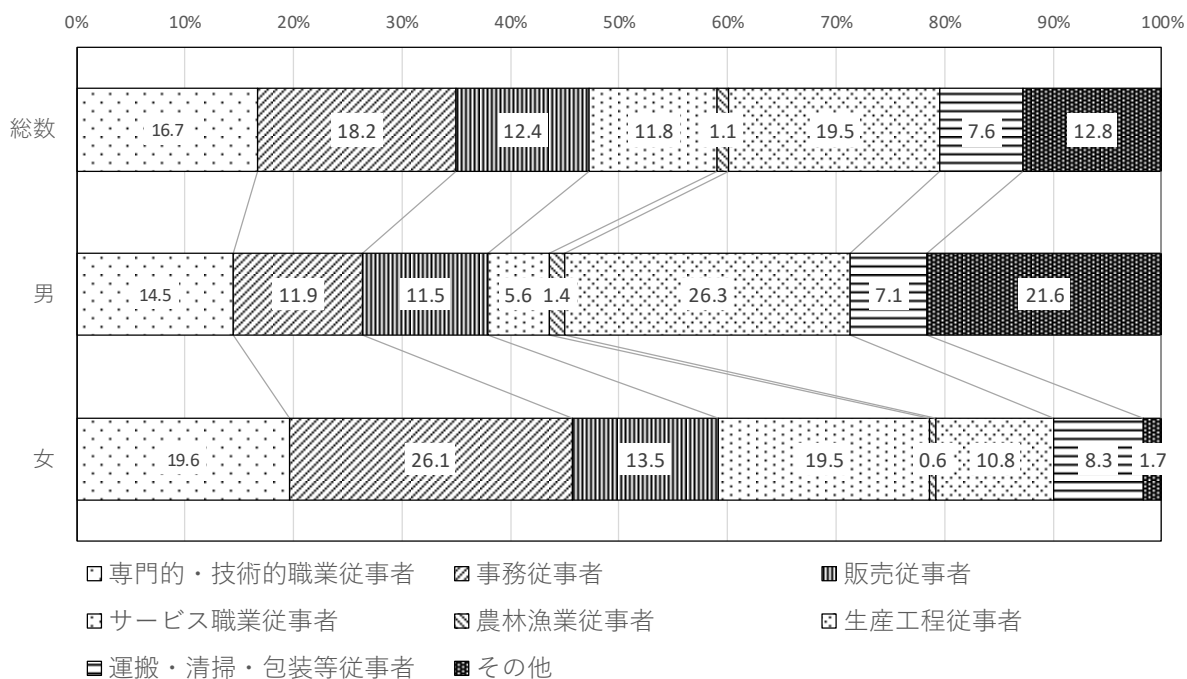 0% 10% 20% 30% 40% 50% 60% 70% 80% 90% 100%
総数 16.7 18.2 12.4 11.8 1.1 19.5 7.6 12.8
男 14.5 11.9 11.5 5.6 1.4 26.3 7.1 21.6
女 19.6 26.1 13.5 19.5 0.6 10.8 8.3 1.7
専門的・技術的職業従事者 事務従事者 販売従事者
サービス職業従事者 農林漁業従事者 生産工程従事者
運搬・清掃・包装等従事者 その他